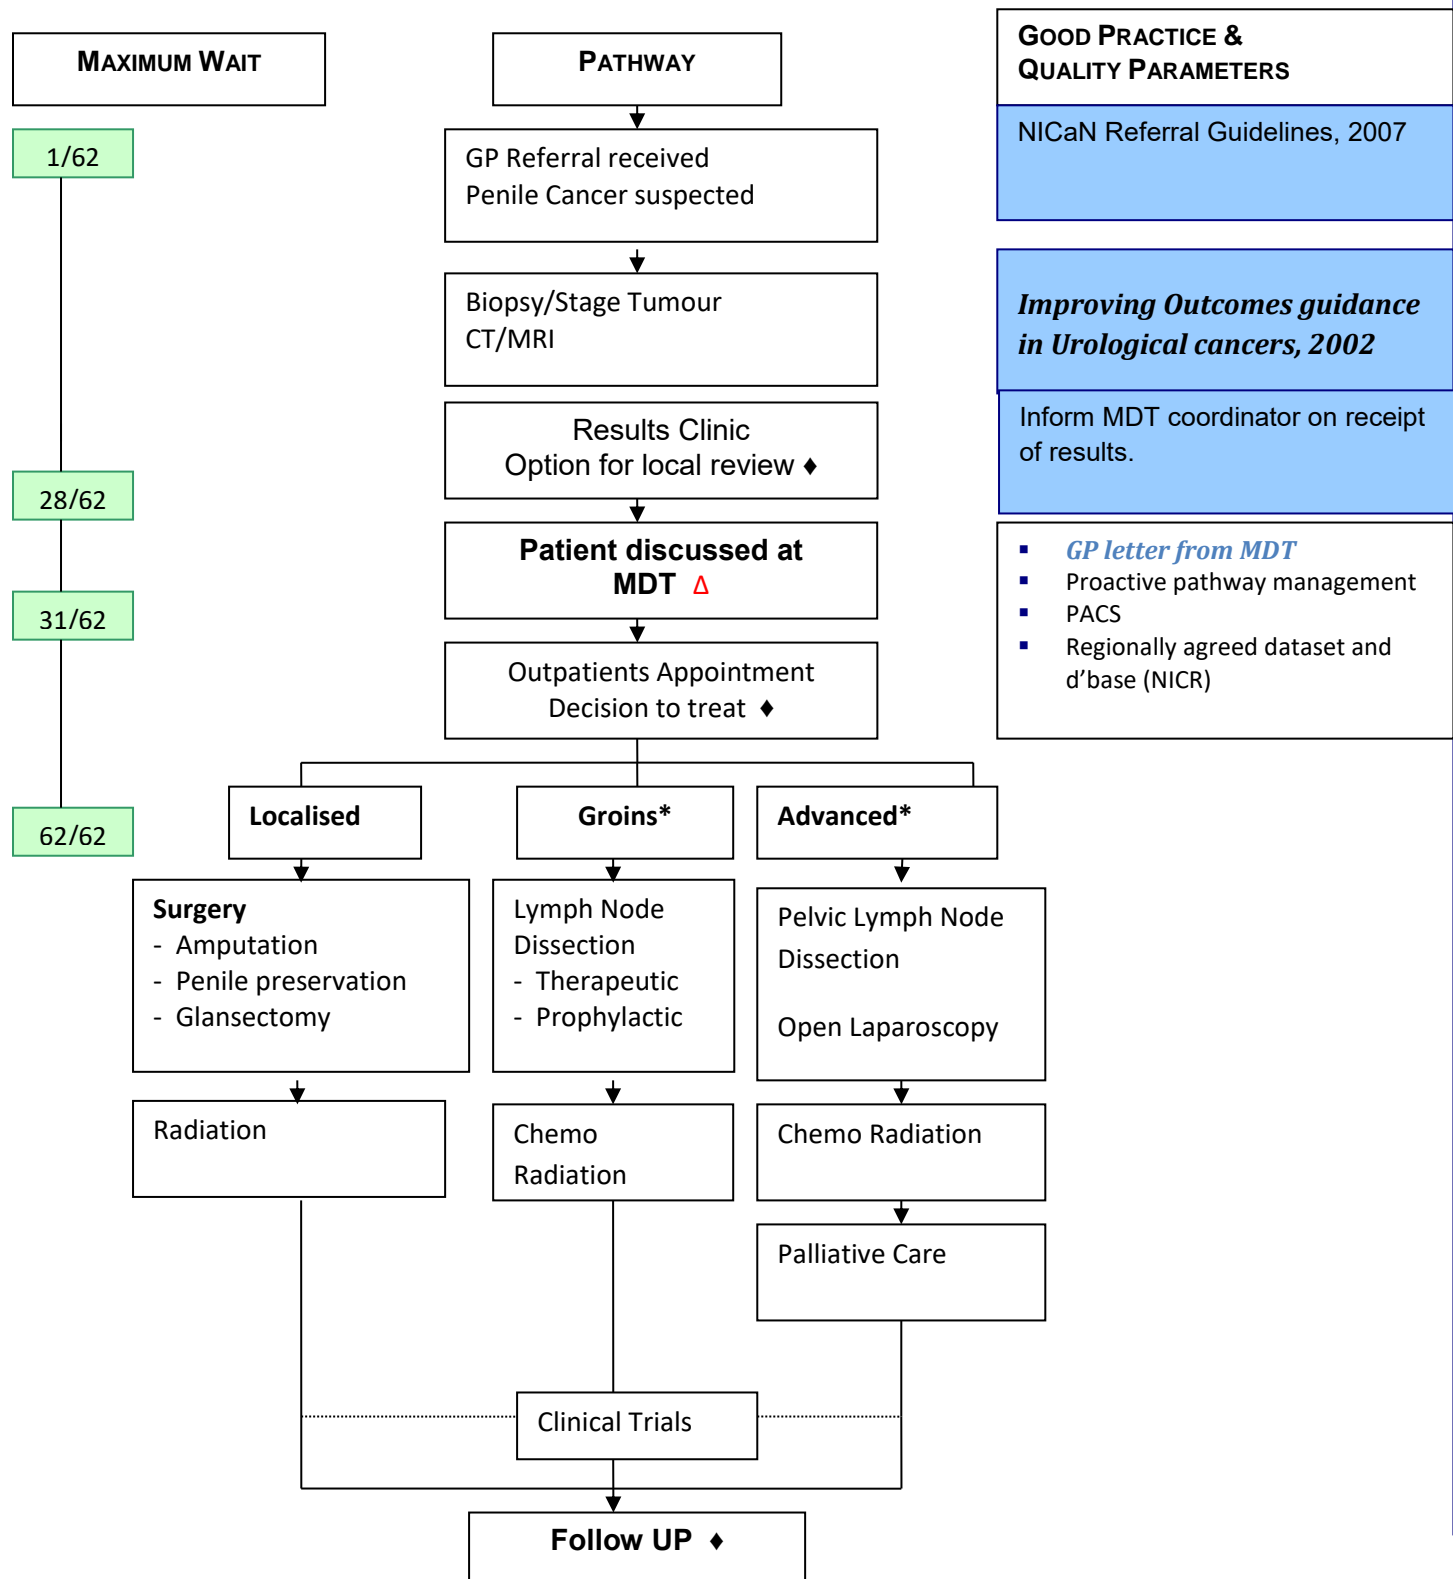 MAXIMUM WAIT
PATHWAY
GOOD PRACTICE &
QUALITY PARAMETERS
1/62
GP Referral received
Penile Cancer suspected
NICaN Referral Guidelines, 2007
Biopsy/Stage Tumour
CT/MRI
Improving Outcomes guidance
in Urological cancers, 2002
Results Clinic
Option for local review ♦
Inform MDT coordinator on receipt
of results.
28/62
Patient discussed at
MDT Δ
▪ GP letter from MDT
▪ Proactive pathway management
▪ PACS
▪ Regionally agreed dataset and
d’base (NICR)
31/62
Outpatients Appointment
Decision to treat ♦
62/62
Localised
Groins*
Advanced*
Surgery
- Amputation
- Penile preservation
- Glansectomy
Lymph Node
Dissection
- Therapeutic
- Prophylactic
Pelvic Lymph Node
Dissection
Open Laparoscopy
Radiation
Chemo
Radiation
Chemo Radiation
Palliative Care
Clinical Trials
Follow UP ♦